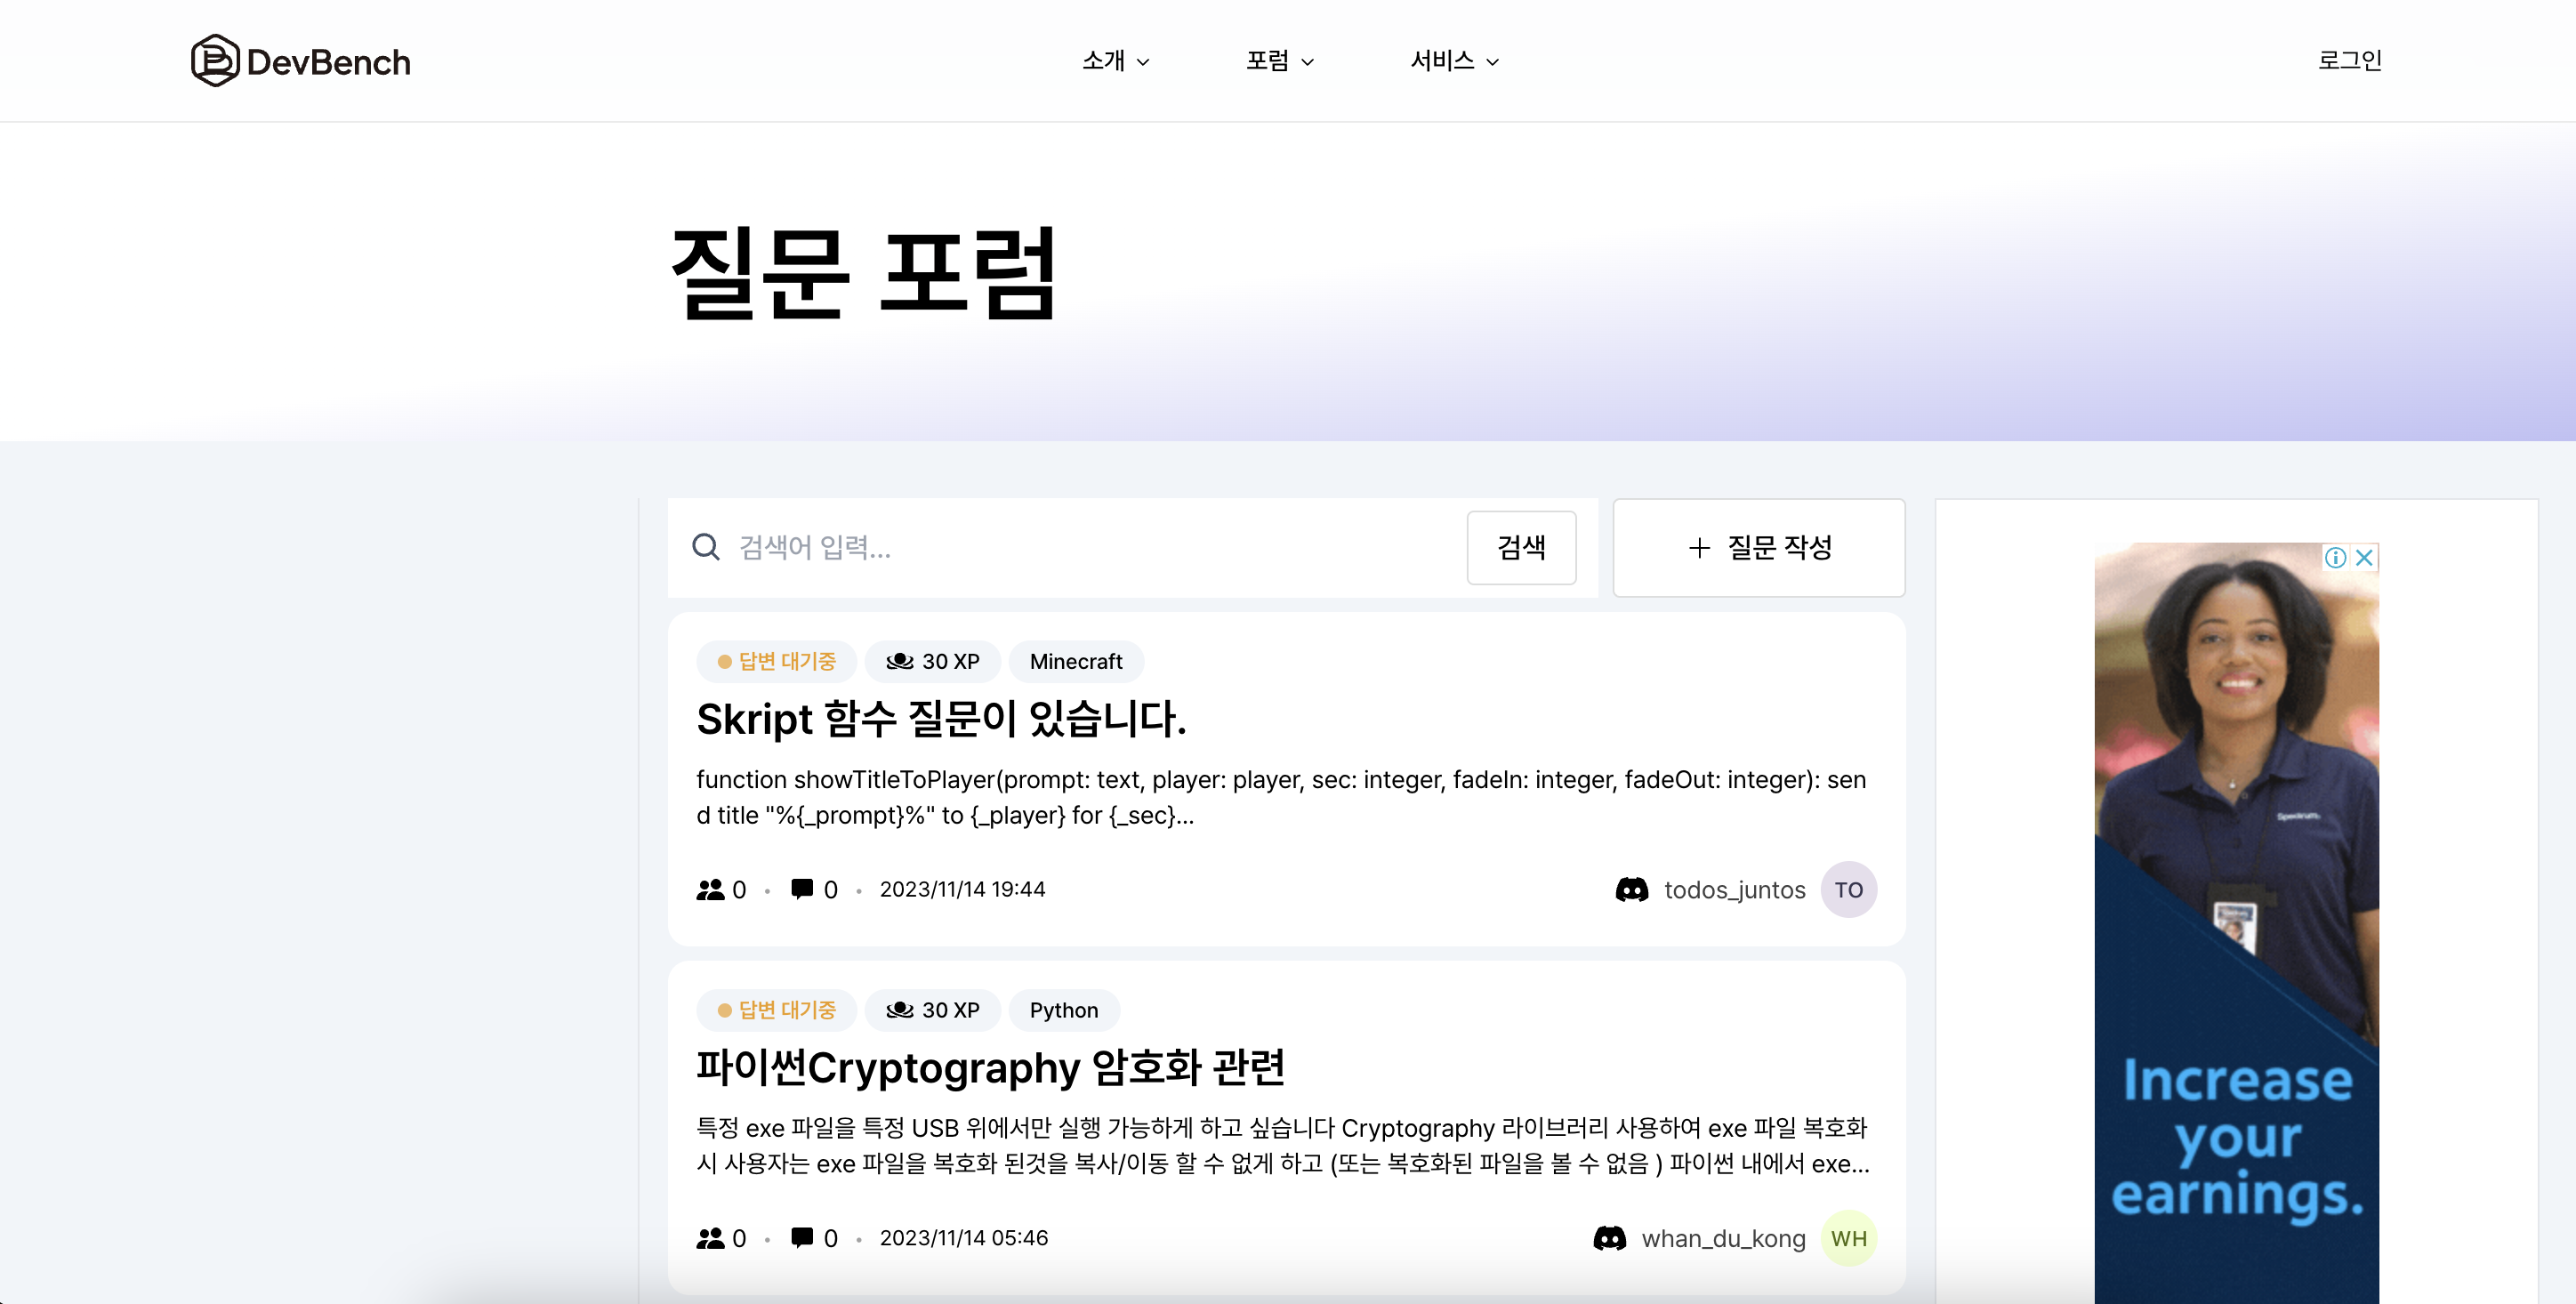 DevBench
소개
포럼
서비스
로그인
질문 포럼
검색어 입력...
검색
+ 질문 작성
답변 대기중
30 XP
Minecraft
Skript 함수 질문이 있습니다.
function showTitleToPlayer(prompt: text, player: player, sec: integer, fadeIn: integer, fadeOut: integer): sen
d title "%{_prompt}%" to {_player} for {_sec}...
0 • 0 • 2023/11/14 19:44
todos_juntos
TO
답변 대기중
30 XP
Python
파이썬Cryptography 암호화 관련
특정 exe 파일을 특정 USB 위에서만 실행 가능하게 하고 싶습니다 Cryptography 라이브러리 사용하여 exe 파일 복호화
시 사용자는 exe 파일을 복호화 된것을 복사/이동 할 수 없게 하고 (또는 복호화된 파일을 볼 수 없음 ) 파이썬 내에서 exe...
0 • 0 • 2023/11/14 05:46
whan_du_kong
WH
Spectrum
Increase
your
earnings.